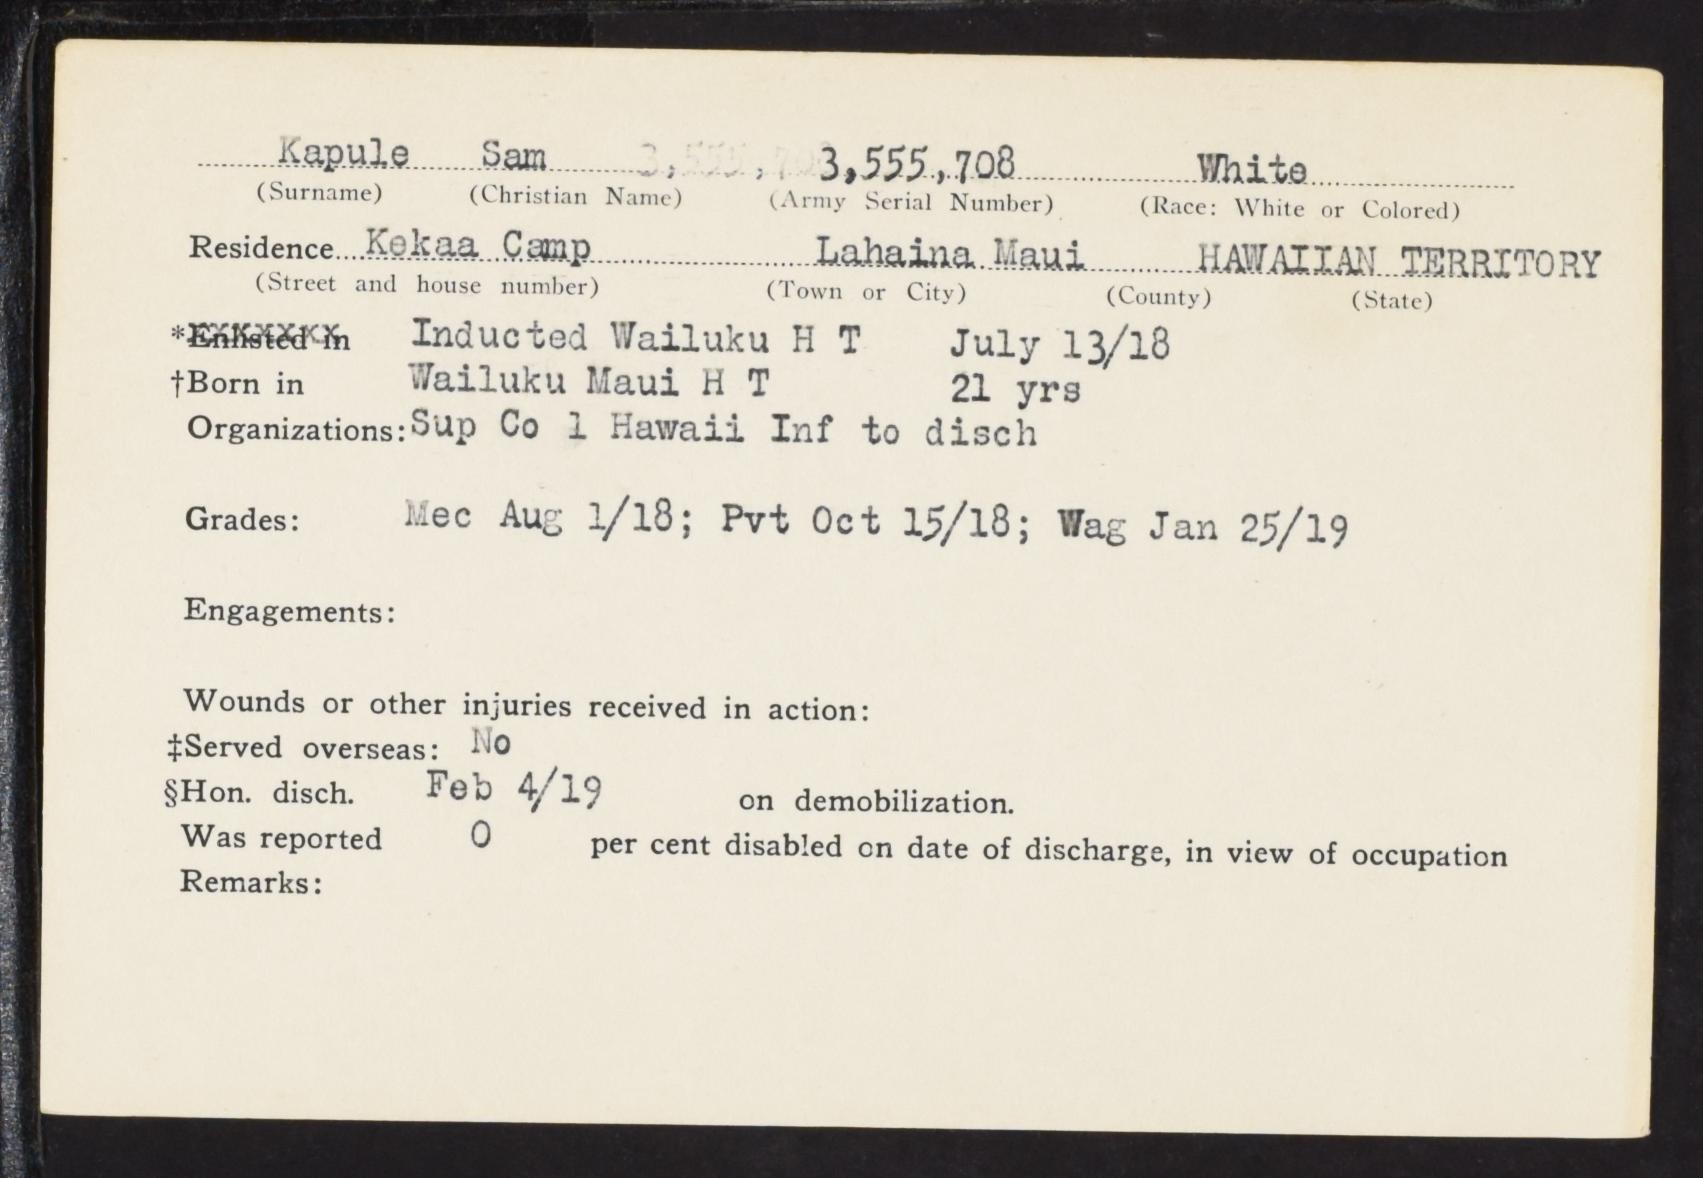 Kapule Sam 3,555,708 White
(Surname) (Christian Name) (Army Serial Number) (Race: White or Colored)
Residence Kekaa Camp Lahaina Maui HAWAIIAN TERRITORY
(Street and house number) (Town or City) (County) (State)
*Enlisted in Inducted Wailuku H T July 13/18
†Born in Wailuku Maui H T 21 yrs
Organizations: Sup Co 1 Hawaii Inf to disch
Grades: Mec Aug 1/18; Pvt Oct 15/18; Wag Jan 25/19
Engagements:
Wounds or other injuries received in action:
‡Served overseas: No
§Hon. disch. Feb 4/19 on demobilization.
Was reported 0 per cent disabled on date of discharge, in view of occupation
Remarks: